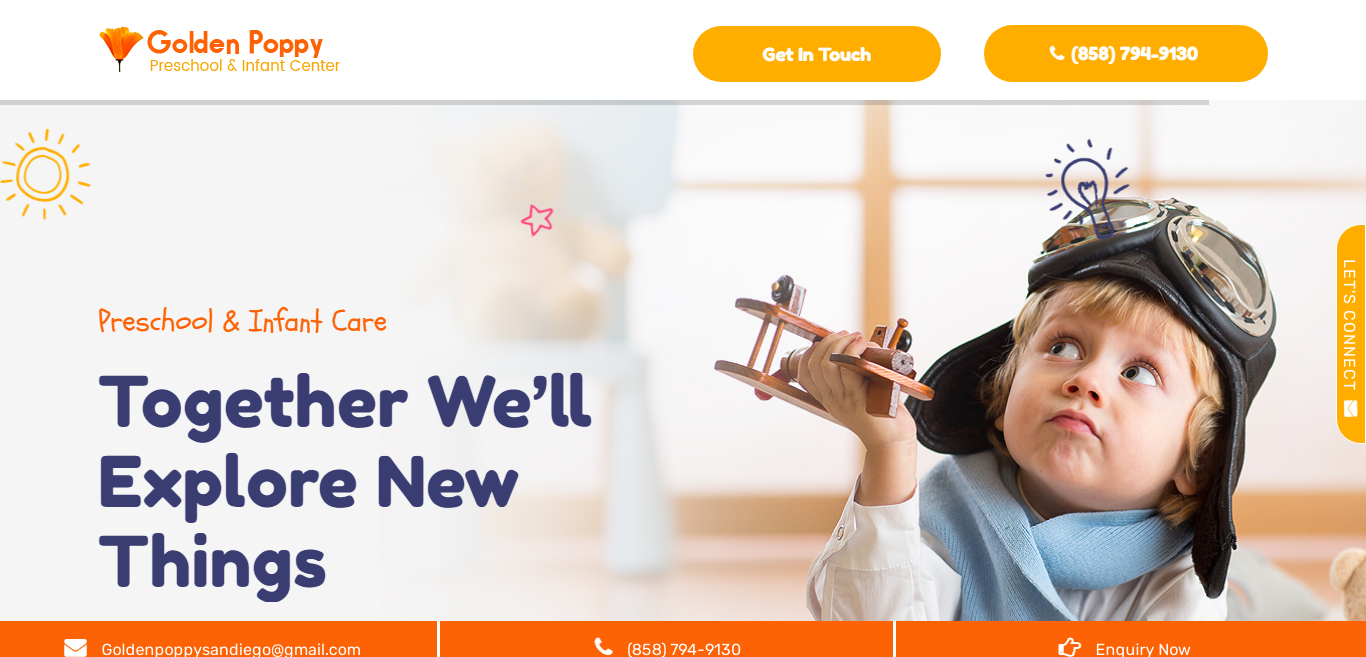 Golden Poppy
Preschool & Infant Center
Get In Touch
(858) 794-9130
Preschool & Infant Care
Together We’ll
Explore New
Things
LET'S CONNECT
Goldenpoppysandiego@gmail.com
(858) 794-9130
Enquiry Now